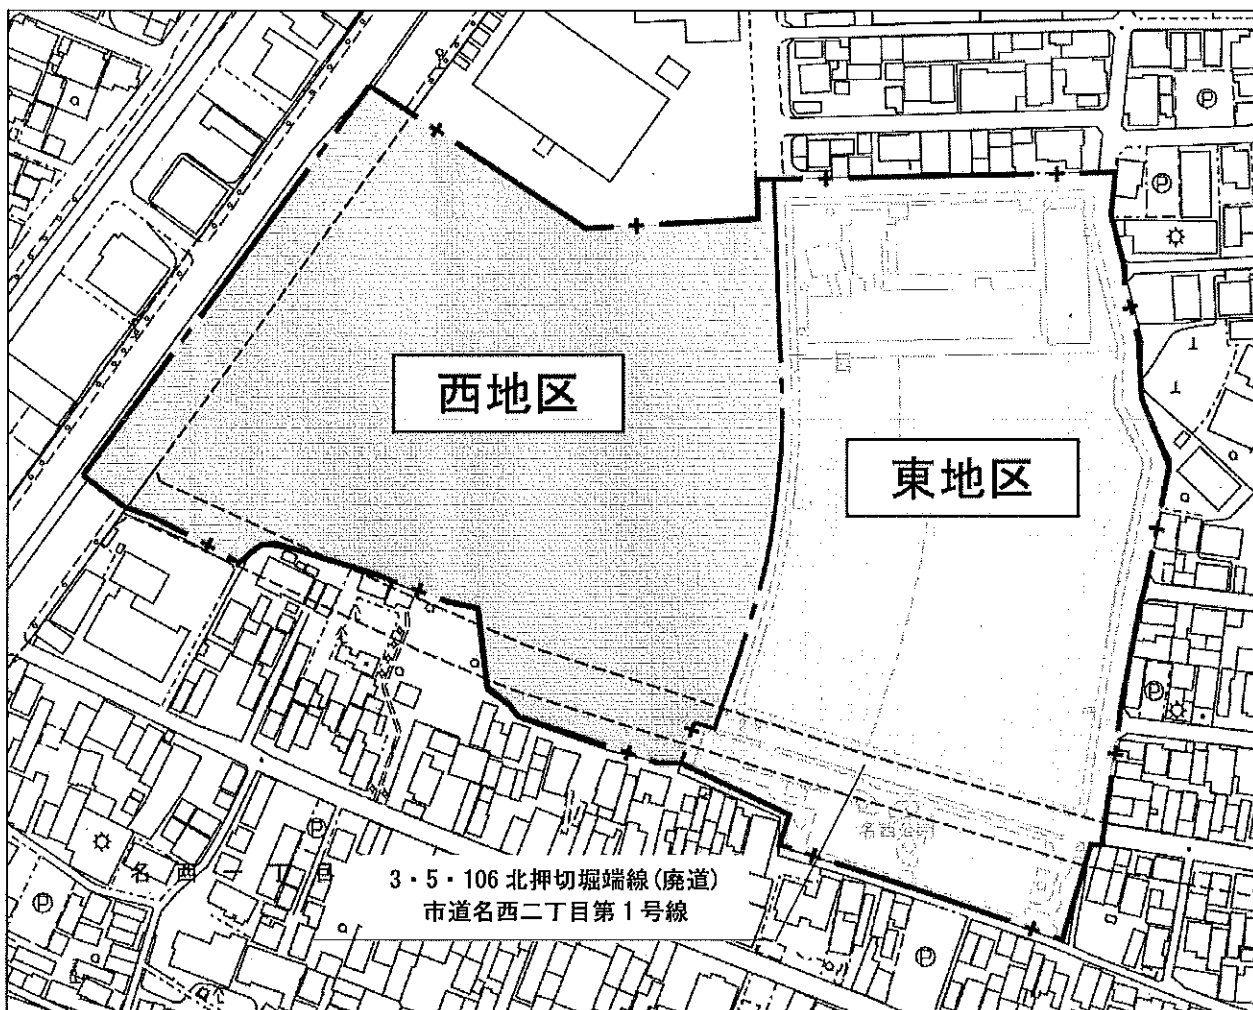 西地区
東地区
名西公園
名西二丁目
3・5・106 北押切堀端線(廃道)
市道名西二丁目第1号線